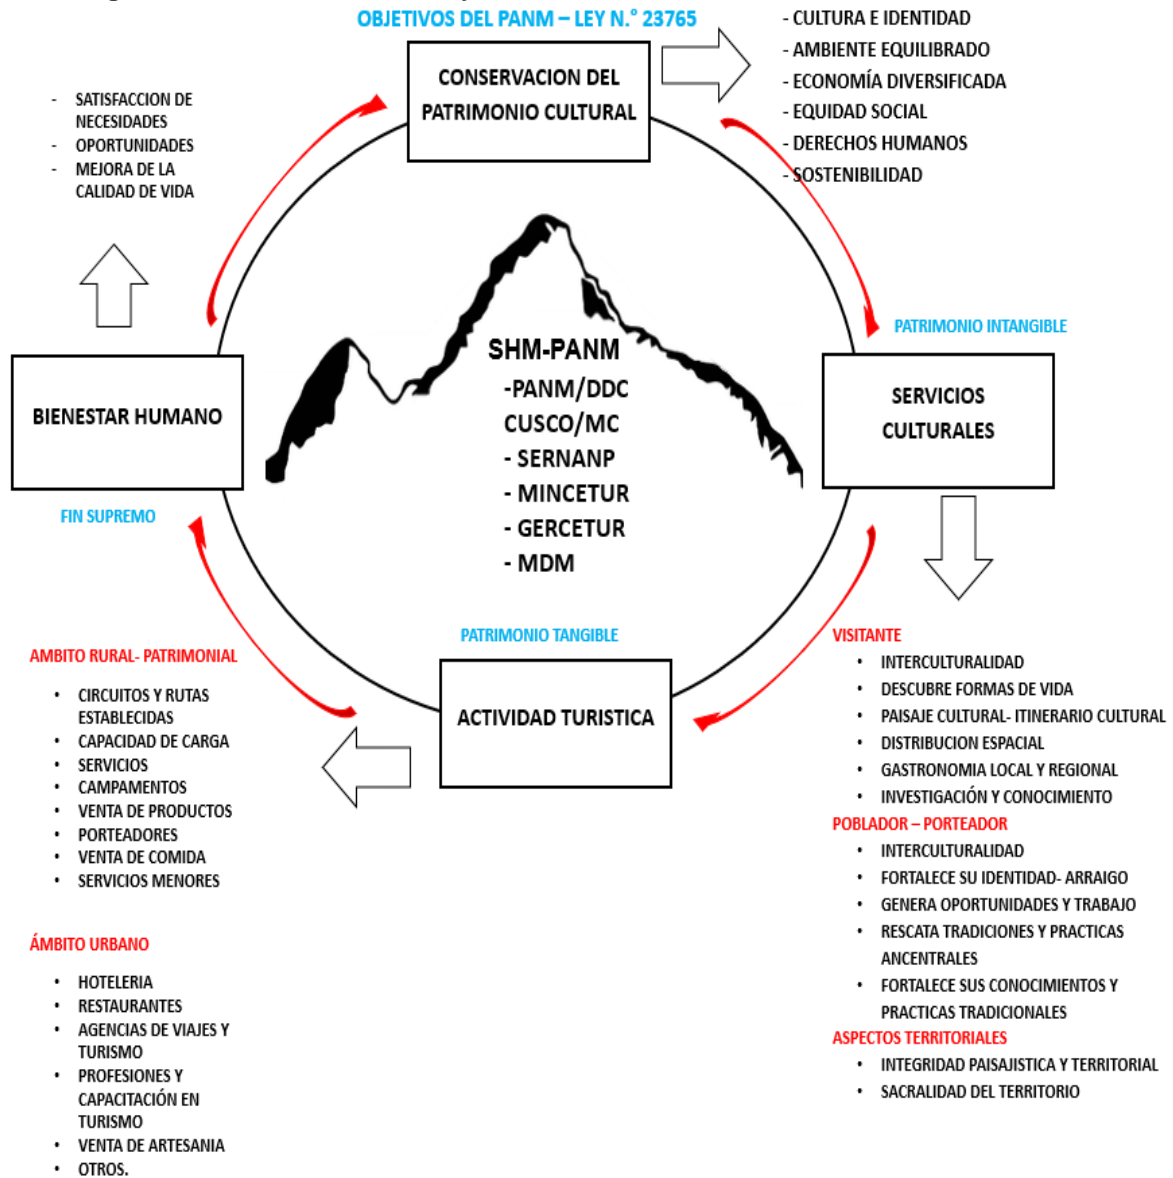 OBJETIVOS DEL PANM – LEY N.° 23765
CONSERVACION DEL
PATRIMONIO CULTURAL
- CULTURA E IDENTIDAD
- AMBIENTE EQUILIBRADO
- ECONOMÍA DIVERSIFICADA
- EQUIDAD SOCIAL
- DERECHOS HUMANOS
- SOSTENIBILIDAD
- SATISFACCION DE
NECESIDADES
- OPORTUNIDADES
- MEJORA DE LA
CALIDAD DE VIDA
BIENESTAR HUMANO
FIN SUPREMO
SHM-PANM
-PANM/DDC
CUSCO/MC
- SERNANP
- MINCETUR
- GERCETUR
- MDM
PATRIMONIO INTANGIBLE
SERVICIOS
CULTURALES
PATRIMONIO TANGIBLE
ACTIVIDAD TURISTICA
VISITANTE
• INTERCULTURALIDAD
• DESCUBRE FORMAS DE VIDA
• PAISAJE CULTURAL- ITINERARIO CULTURAL
• DISTRIBUCION ESPACIAL
• GASTRONOMIA LOCAL Y REGIONAL
• INVESTIGACIÓN Y CONOCIMIENTO
POBLADOR – PORTEADOR
• INTERCULTURALIDAD
• FORTALECE SU IDENTIDAD- ARRAIGO
• GENERA OPORTUNIDADES Y TRABAJO
• RESCATA TRADICIONES Y PRACTICAS
ANCENTRALES
• FORTALECE SUS CONOCIMIENTOS Y
PRACTICAS TRADICIONALES
ASPECTOS TERRITORIALES
• INTEGRIDAD PAISAJISTICA Y TERRITORIAL
• SACRALIDAD DEL TERRITORIO
AMBITO RURAL- PATRIMONIAL
• CIRCUITOS Y RUTAS
ESTABLECIDAS
• CAPACIDAD DE CARGA
• SERVICIOS
• CAMPAMENTOS
• VENTA DE PRODUCTOS
• PORTEADORES
• VENTA DE COMIDA
• SERVICIOS MENORES
ÁMBITO URBANO
• HOTELERIA
• RESTAURANTES
• AGENCIAS DE VIAJES Y
TURISMO
• PROFESIONES Y
CAPACITACIÓN EN
TURISMO
• VENTA DE ARTESANIA
• OTROS.